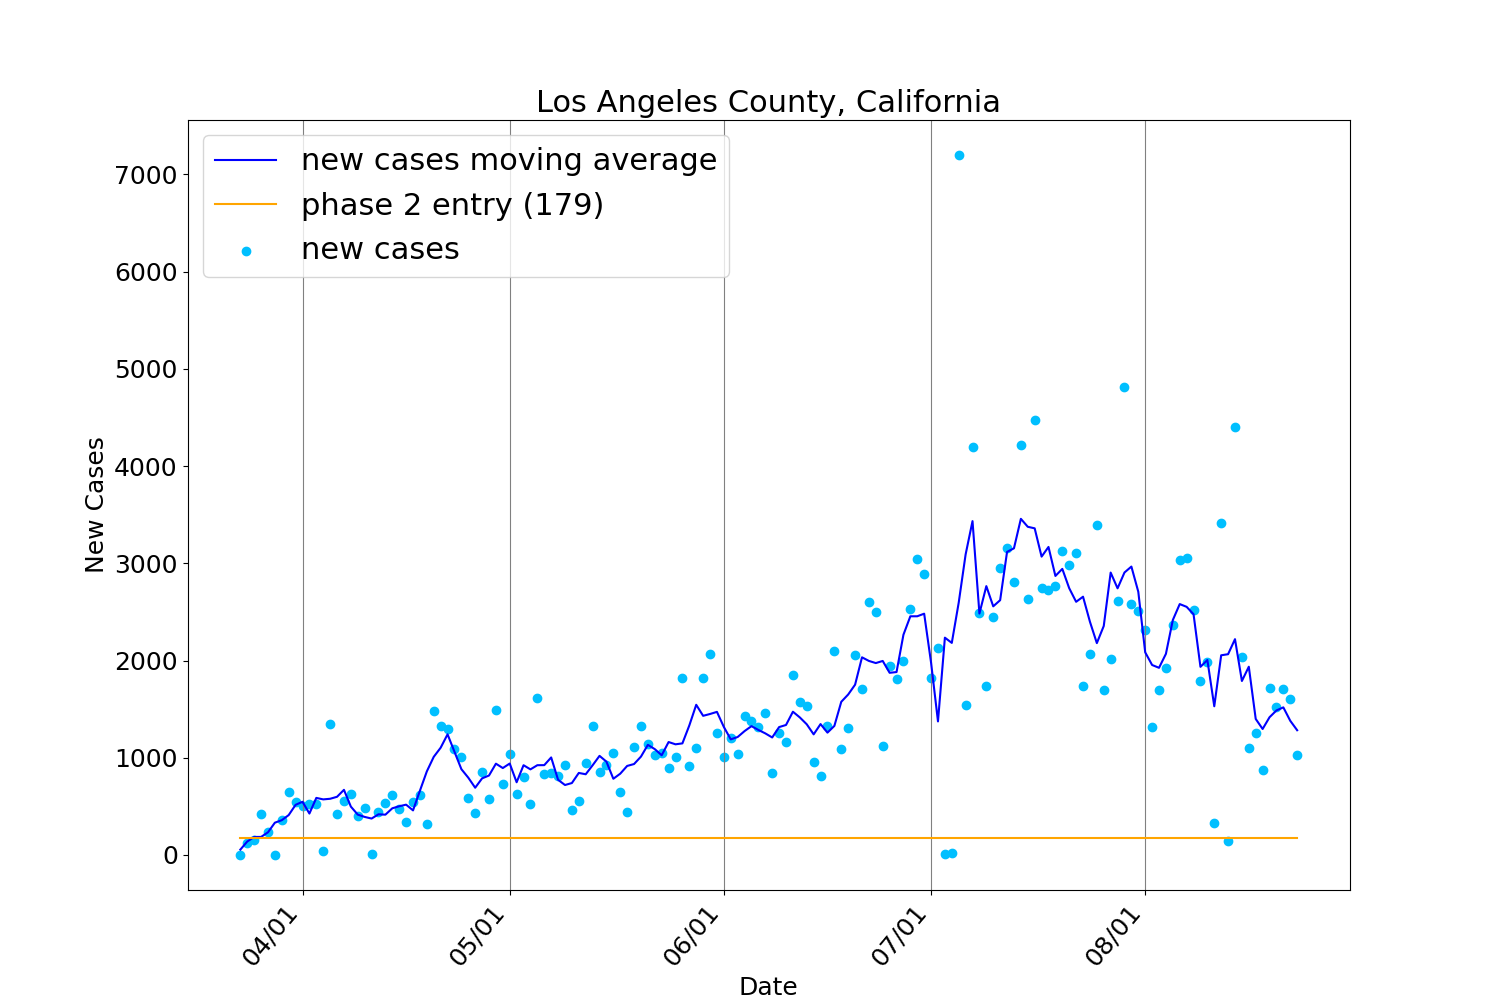 Los Angeles County, California
new cases moving average
phase 2 entry (179)
new cases
7000
6000
5000
4000
3000
2000
1000
0
New Cases
04/01
05/01
06/01
07/01
08/01
Date